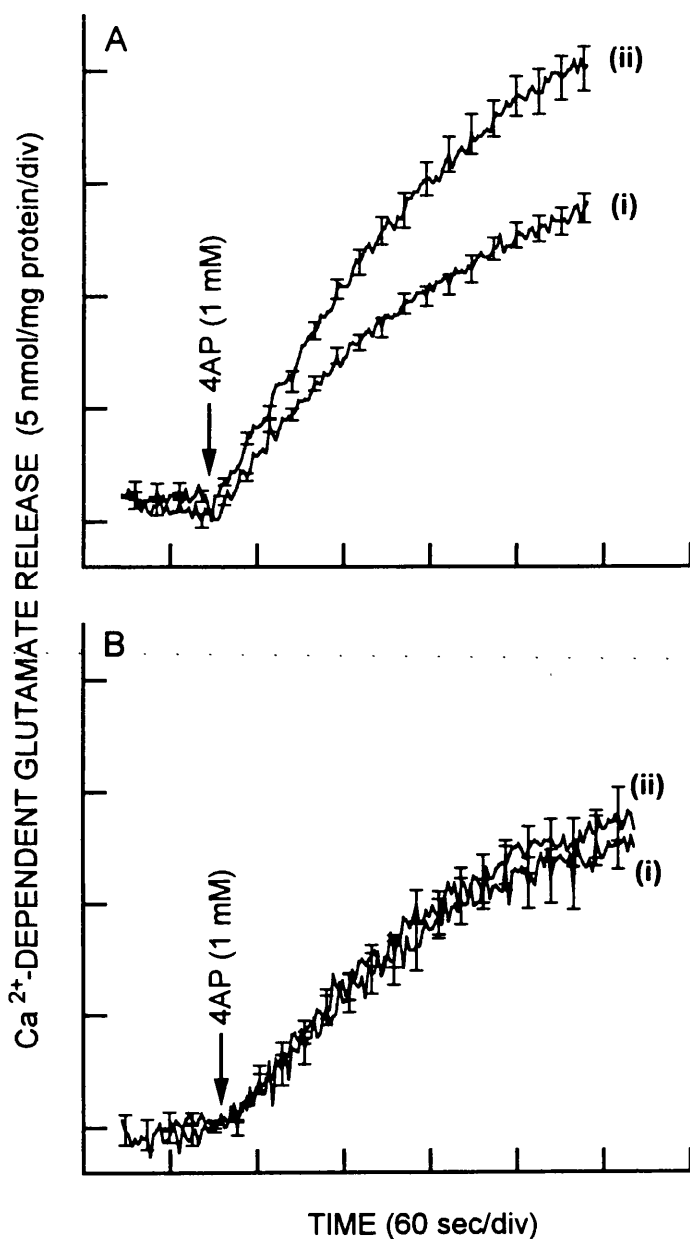 A
(ii)
(i)
4AP (1 mM)
Ca 2+-DEPENDENT GLUTAMATE RELEASE (5 nmol/mg protein/div)
B
(ii)
(i)
4AP (1 mM)
TIME (60 sec/div)